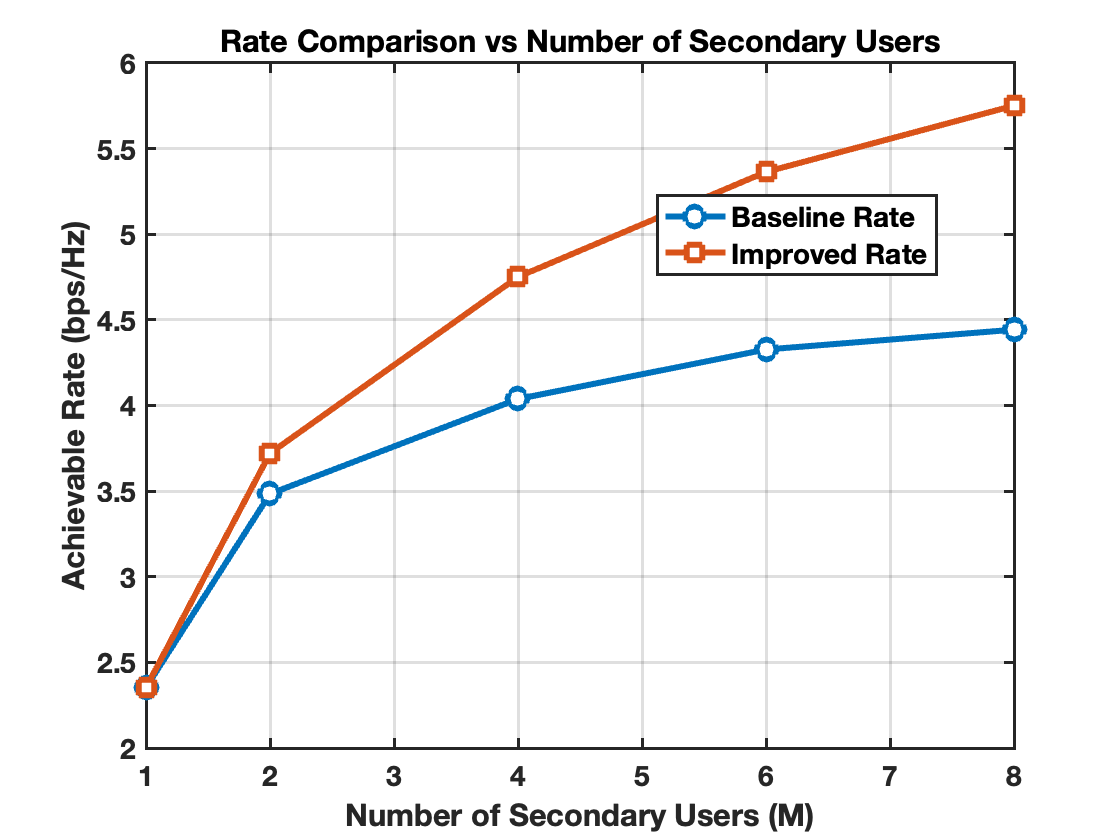 Rate Comparison vs Number of Secondary Users
6
5.5
5
4.5
4
3.5
3
2.5
2
Achievable Rate (bps/Hz)
Baseline Rate
Improved Rate
1 2 3 4 5 6 7 8
Number of Secondary Users (M)